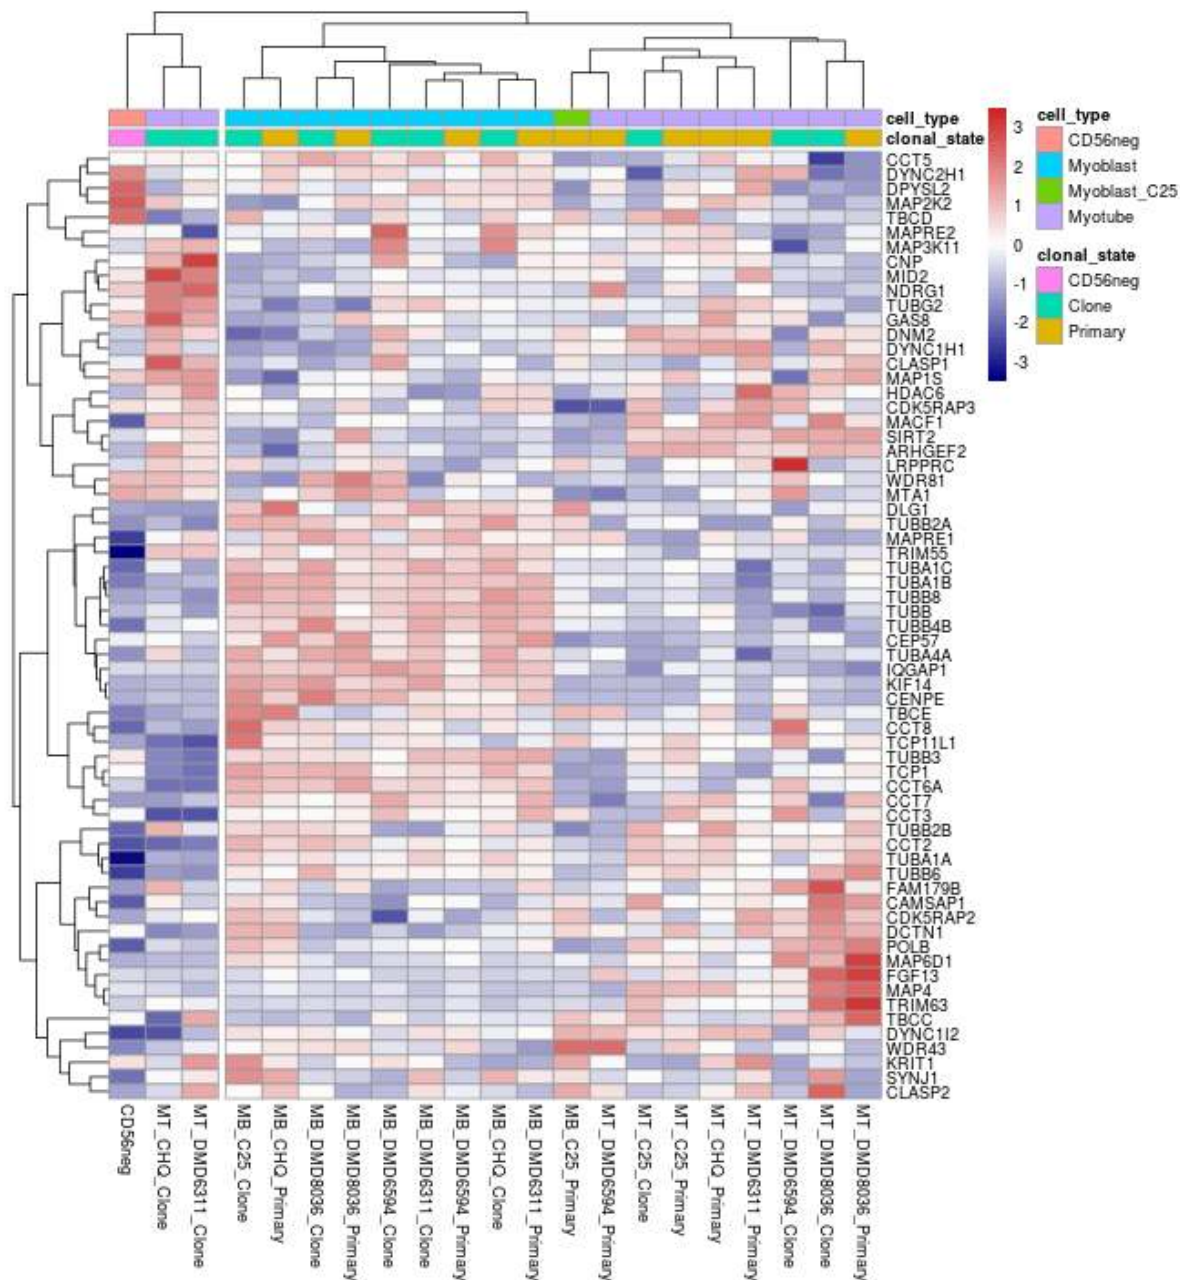 cell_type
clonal_state
CCT5
DYNC2H1
DPYSL2
MAP2K2
TBCD
MAPRE2
MAP3K11
CNP
MID2
NDRG1
TUBG2
GAS8
DNM2
DYNC1H1
CLASP1
MAP1S
HDAC6
CDK5RAP3
MACF1
SIRT2
ARHGEF2
LRPPRC
WDR81
MTA1
DLG1
TUBB2A
MAPRE1
TRIM55
TUBA1C
TUBA1B
TUBB8
TUBB
TUBB4B
CEP57
TUBA4A
IQGAP1
KIF14
CENPE
TBCE
CCT8
TCP11L1
TUBB3
TCP1
CCT6A
CCT7
CCT3
TUBB2B
CCT2
TUBA1A
TUBB6
FAM179B
CAMSAP1
CDK5RAP2
DCTN1
POLB
MAP6D1
FGF13
MAP4
TRIM63
TBCC
DYNC1I2
WDR43
KRIT1
SYNJ1
CLASP2
3
2
1
0
-1
-2
-3
cell_type
CD56neg
Myoblast
Myoblast_C25
Myotube
clonal_state
CD56neg
Clone
Primary
CD56neg
MT_CHQ_Clone
MT_DMD6311_Clone
MB_C25_Clone
MB_CHQ_Primary
MB_DMD8036_Clone
MB_DMD8036_Primary
MB_DMD6594_Clone
MB_DMD6311_Clone
MB_DMD6594_Primary
MB_CHQ_Clone
MB_DMD6311_Primary
MB_C25_Primary
MT_DMD6594_Primary
MT_C25_Clone
MT_C25_Primary
MT_CHQ_Primary
MT_DMD6311_Primary
MT_DMD6594_Clone
MT_DMD8036_Clone
MT_DMD8036_Primary